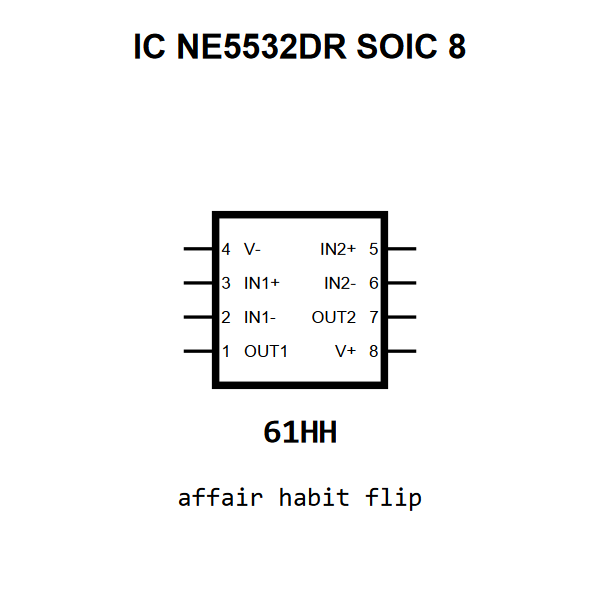 IC NE5532DR SOIC 8
4 V- IN2+ 5
3 IN1+ IN2- 6
2 IN1- OUT2 7
1 OUT1 V+ 8
61HH
affair habit flip